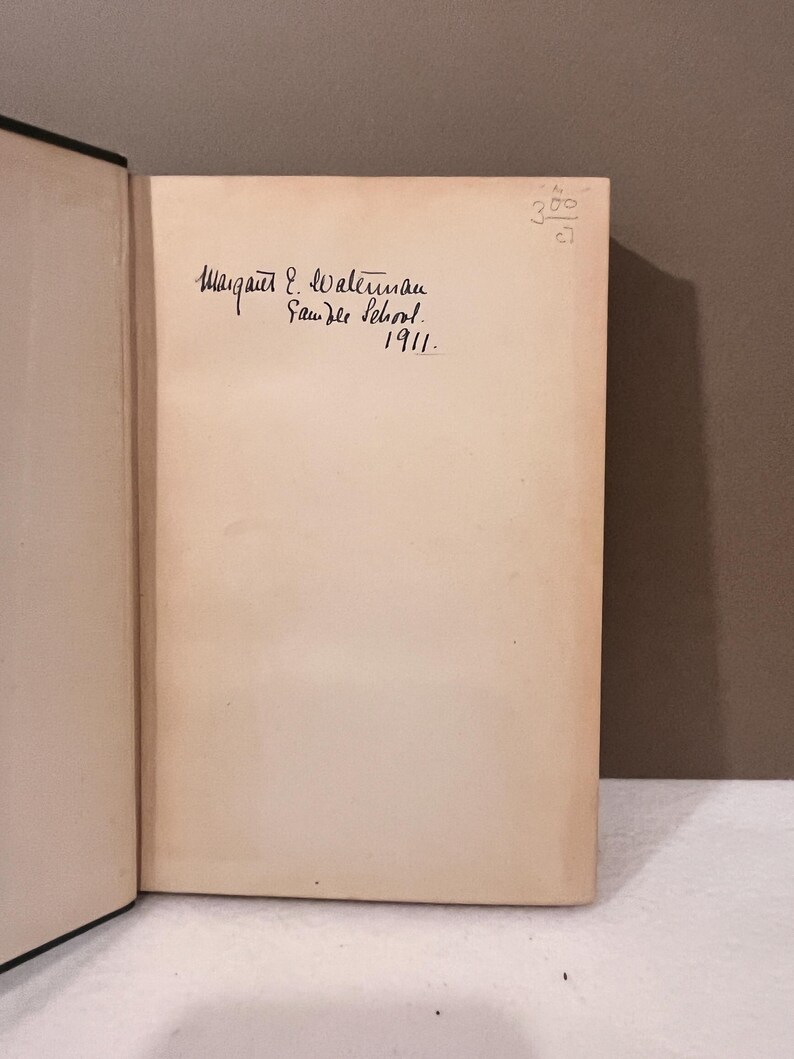 Margaret E. Waterman
Gamble School.
1911.
3 00